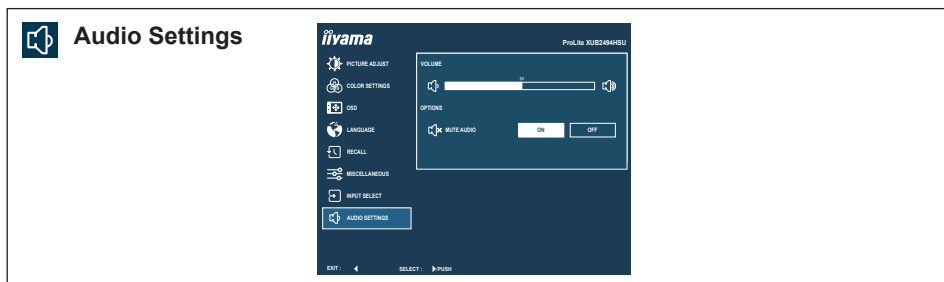 Audio Settings
iiyama
ProLite XUB2494HSU
PICTURE ADJUST
COLOR SETTINGS
OSD
LANGUAGE
RECALL
MISCELLANEOUS
INPUT SELECT
AUDIO SETTINGS
VOLUME
50
OPTIONS
MUTE AUDIO ON OFF
EXIT : SELECT : /PUSH